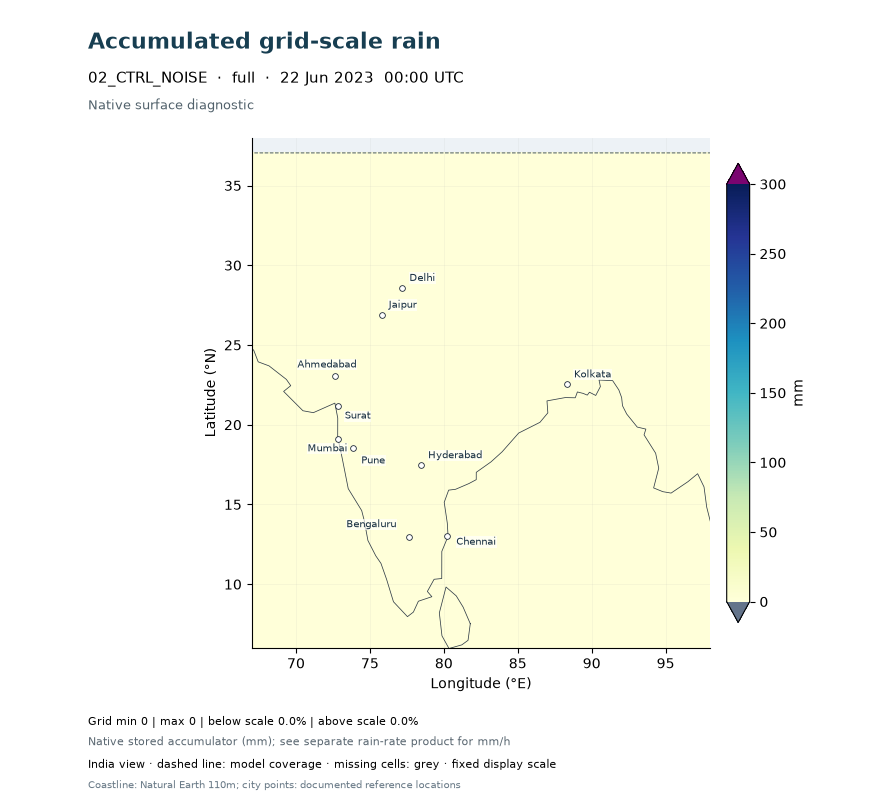 Accumulated grid-scale rain
02_CTRL_NOISE · full · 22 Jun 2023 00:00 UTC
Native surface diagnostic
35
30
25
20
15
10
Latitude (°N)
Delhi
Jaipur
Ahmedabad
Surat
Mumbai
Pune
Hyderabad
Kolkata
Bengaluru
Chennai
70
75
80
85
90
95
Longitude (°E)
300
250
200
150
100
50
0
mm
Grid min 0 | max 0 | below scale 0.0% | above scale 0.0%
Native stored accumulator (mm); see separate rain-rate product for mm/h
India view · dashed line: model coverage · missing cells: grey · fixed display scale
Coastline: Natural Earth 110m; city points: documented reference locations